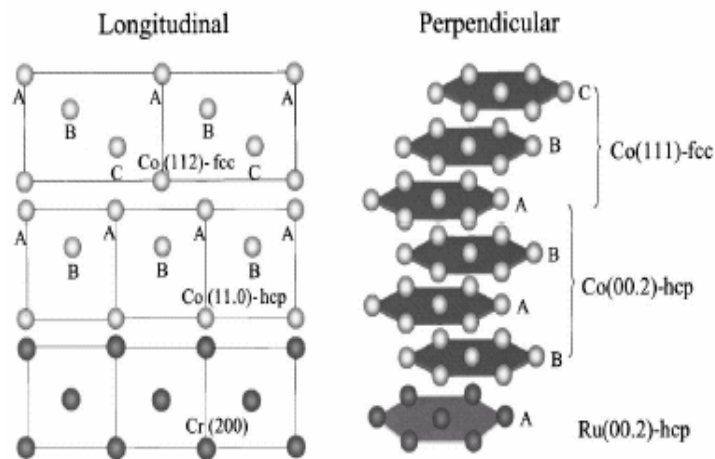 Longitudinal
A A A
B B
C C
Co (112)-fcc
A A A A
B B B
Co (11.0)-hcp
Cr (200)
Perpendicular
C
B
Co(111)-fcc
A
B
Co(00.2)-hcp
A
B
A
Ru(00.2)-hcp